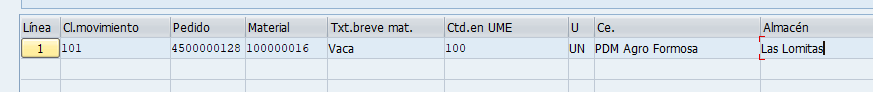 Línea Cl.movimiento Pedido Material Txt.breve mat. Ctd.en UME U Ce. Almacén
1 101 4500000128 100000016 Vaca 100 UN PDM Agro Formosa Las Lomitas